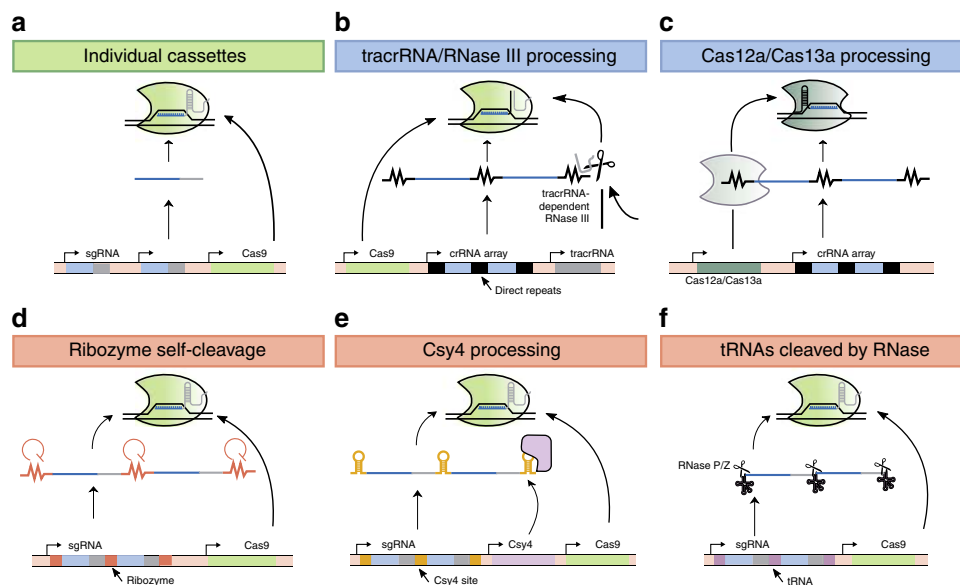 a
Individual cassettes
sgRNA
Cas9
b
tracrRNA/RNase III processing
tracrRNA-
dependent
RNase III
Cas9
crRNA array
tracrRNA
Direct repeats
c
Cas12a/Cas13a processing
crRNA array
Cas12a/Cas13a
d
Ribozyme self-cleavage
sgRNA
Cas9
Ribozyme
e
Csy4 processing
sgRNA
Csy4
Cas9
Csy4 site
f
tRNAs cleaved by RNase
RNase P/Z
sgRNA
Cas9
tRNA